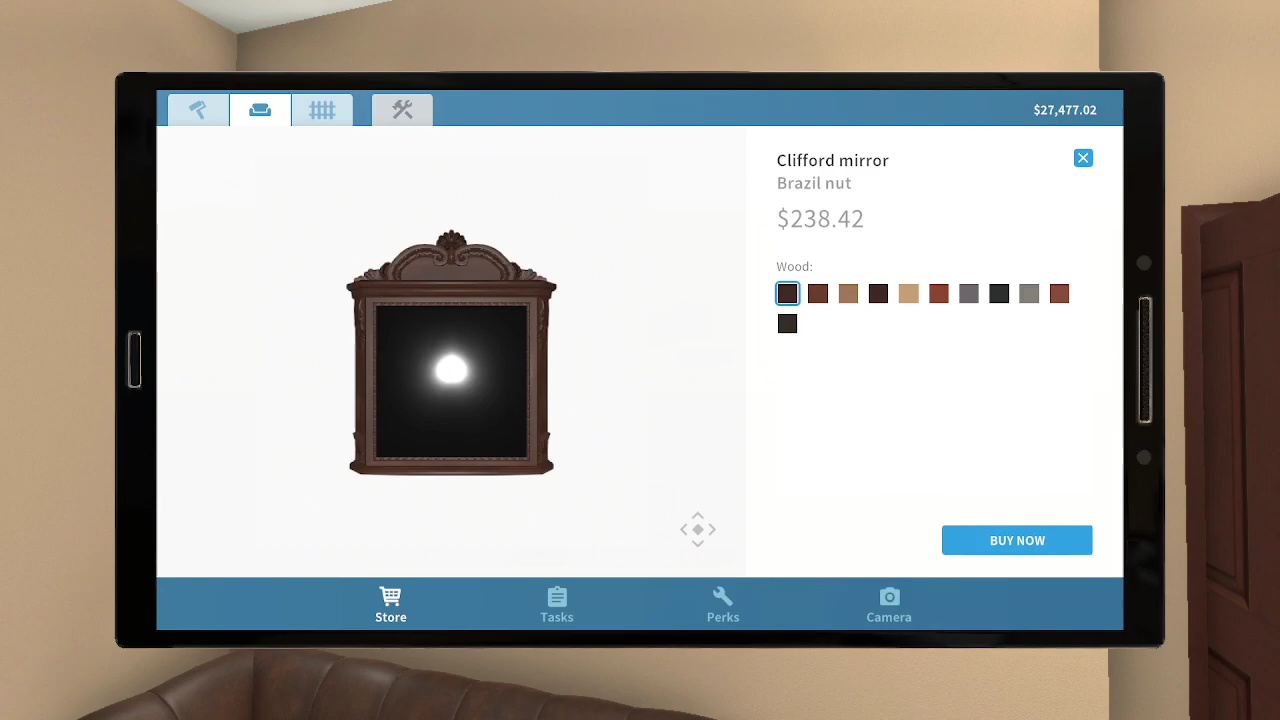 $27,477.02
Clifford mirror
Brazil nut
$238.42
Wood:
BUY NOW
Store
Tasks
Perks
Camera